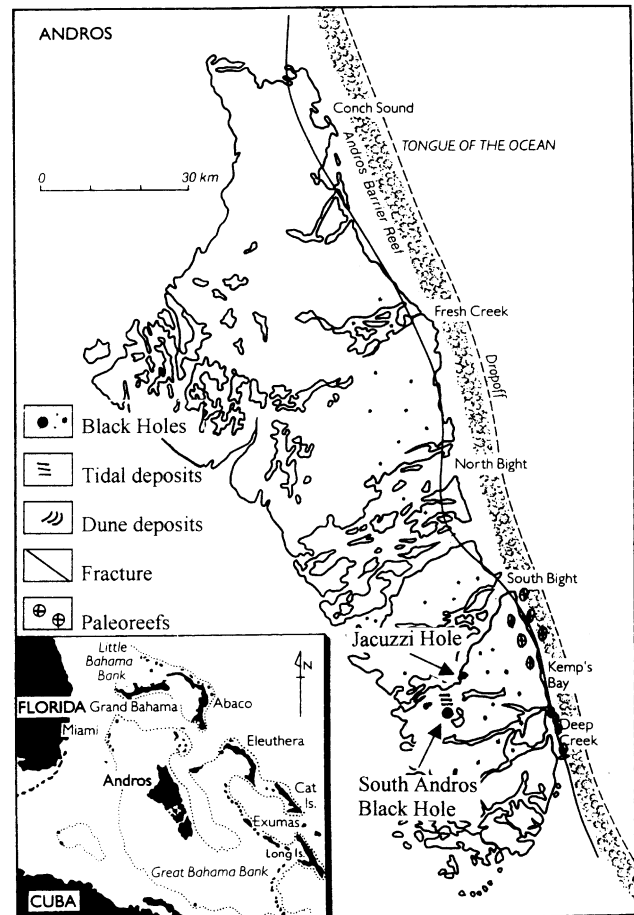 ANDROS
Conch Sound
TONGUE OF THE OCEAN
Andros Barrier Reef
0 30 km
Fresh Creek
Dropoff
Black Holes
Tidal deposits
Dune deposits
Fracture
Paleoreefs
North Bight
South Bight
Jacuzzi Hole
Kemp's
Bay
Deep
Creek
South Andros
Black Hole
Little
Bahama
Bank
N
FLORIDA
Grand Bahama
Abaco
Miami
Eleuthera
Andros
Cat
Is.
Exumas
Long Is.
Great Bahama Bank
CUBA